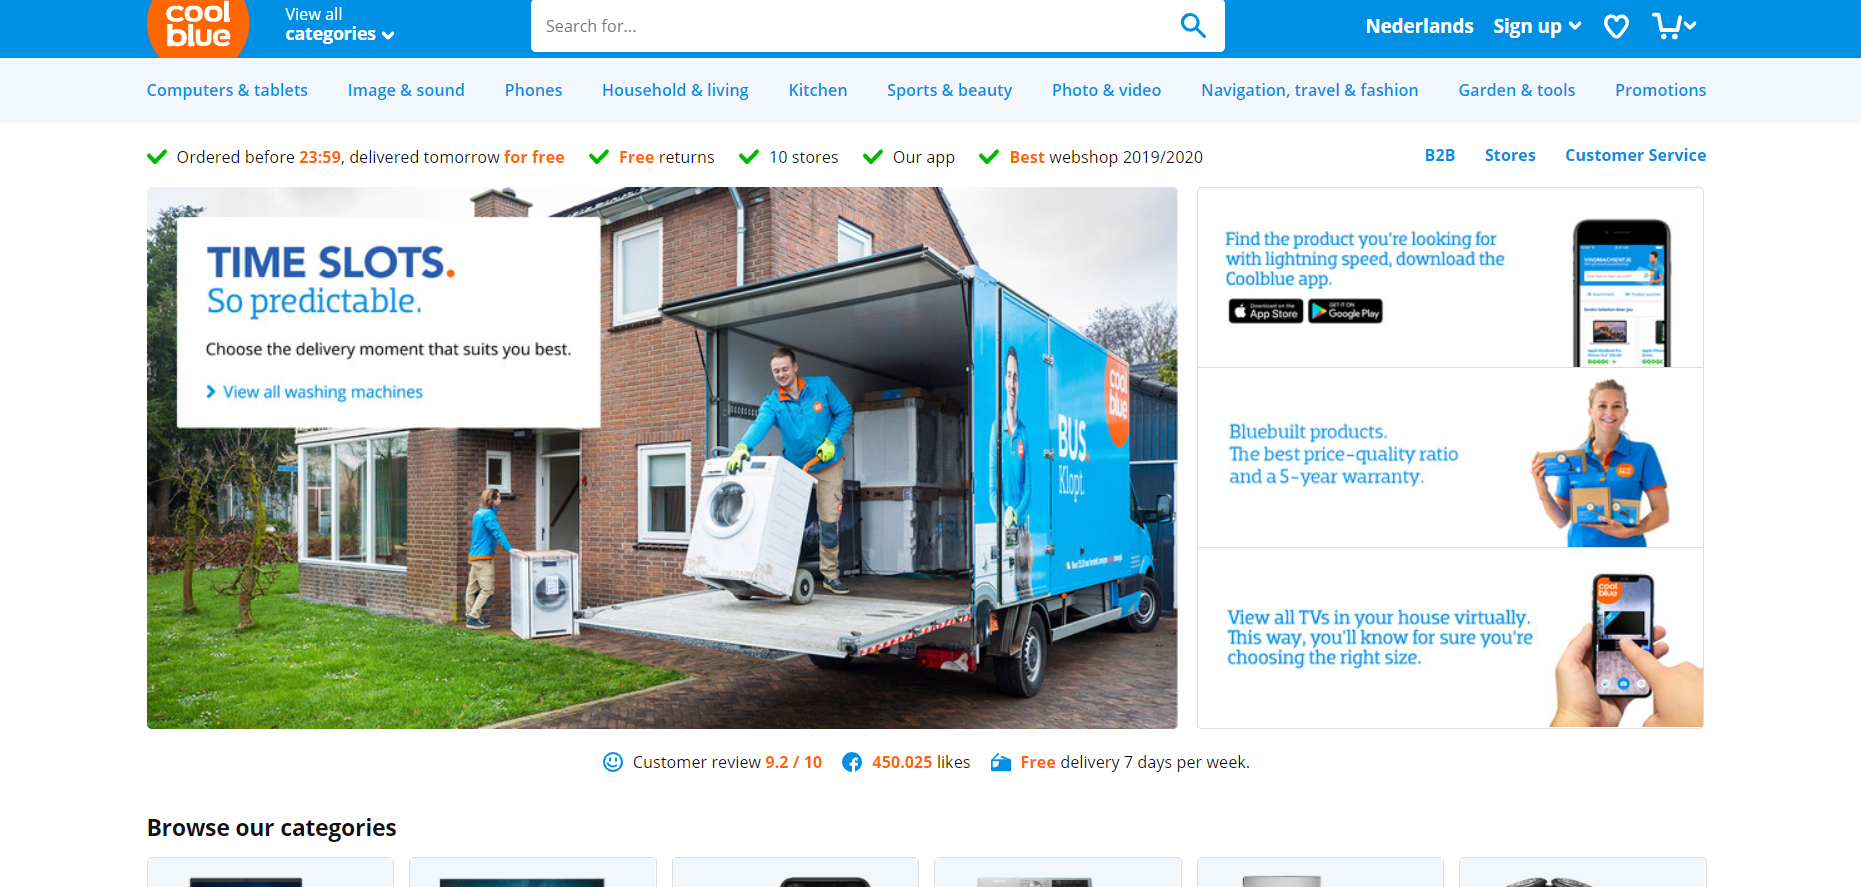 cool
blue
View all
categories
Search for...
Nederlands
Sign up
Computers & tablets
Image & sound
Phones
Household & living
Kitchen
Sports & beauty
Photo & video
Navigation, travel & fashion
Garden & tools
Promotions
Ordered before 23:59, delivered tomorrow for free
Free returns
10 stores
Our app
Best webshop 2019/2020
B2B
Stores
Customer Service
TIME SLOTS.
So predictable.
Choose the delivery moment that suits you best.
View all washing machines
cool
blue
BUS.
Klopt.
Find the product you're looking for
with lightning speed, download the
Coolblue app.
Download on the
App Store
GET IT ON
Google Play
VINDMACHIENTJE
Bluebuilt products.
The best price-quality ratio
and a 5-year warranty.
View all TVs in your house virtually.
This way, you'll know for sure you're
choosing the right size.
cool
blue
Customer review 9.2 / 10
450.025 likes
Free delivery 7 days per week.
Browse our categories